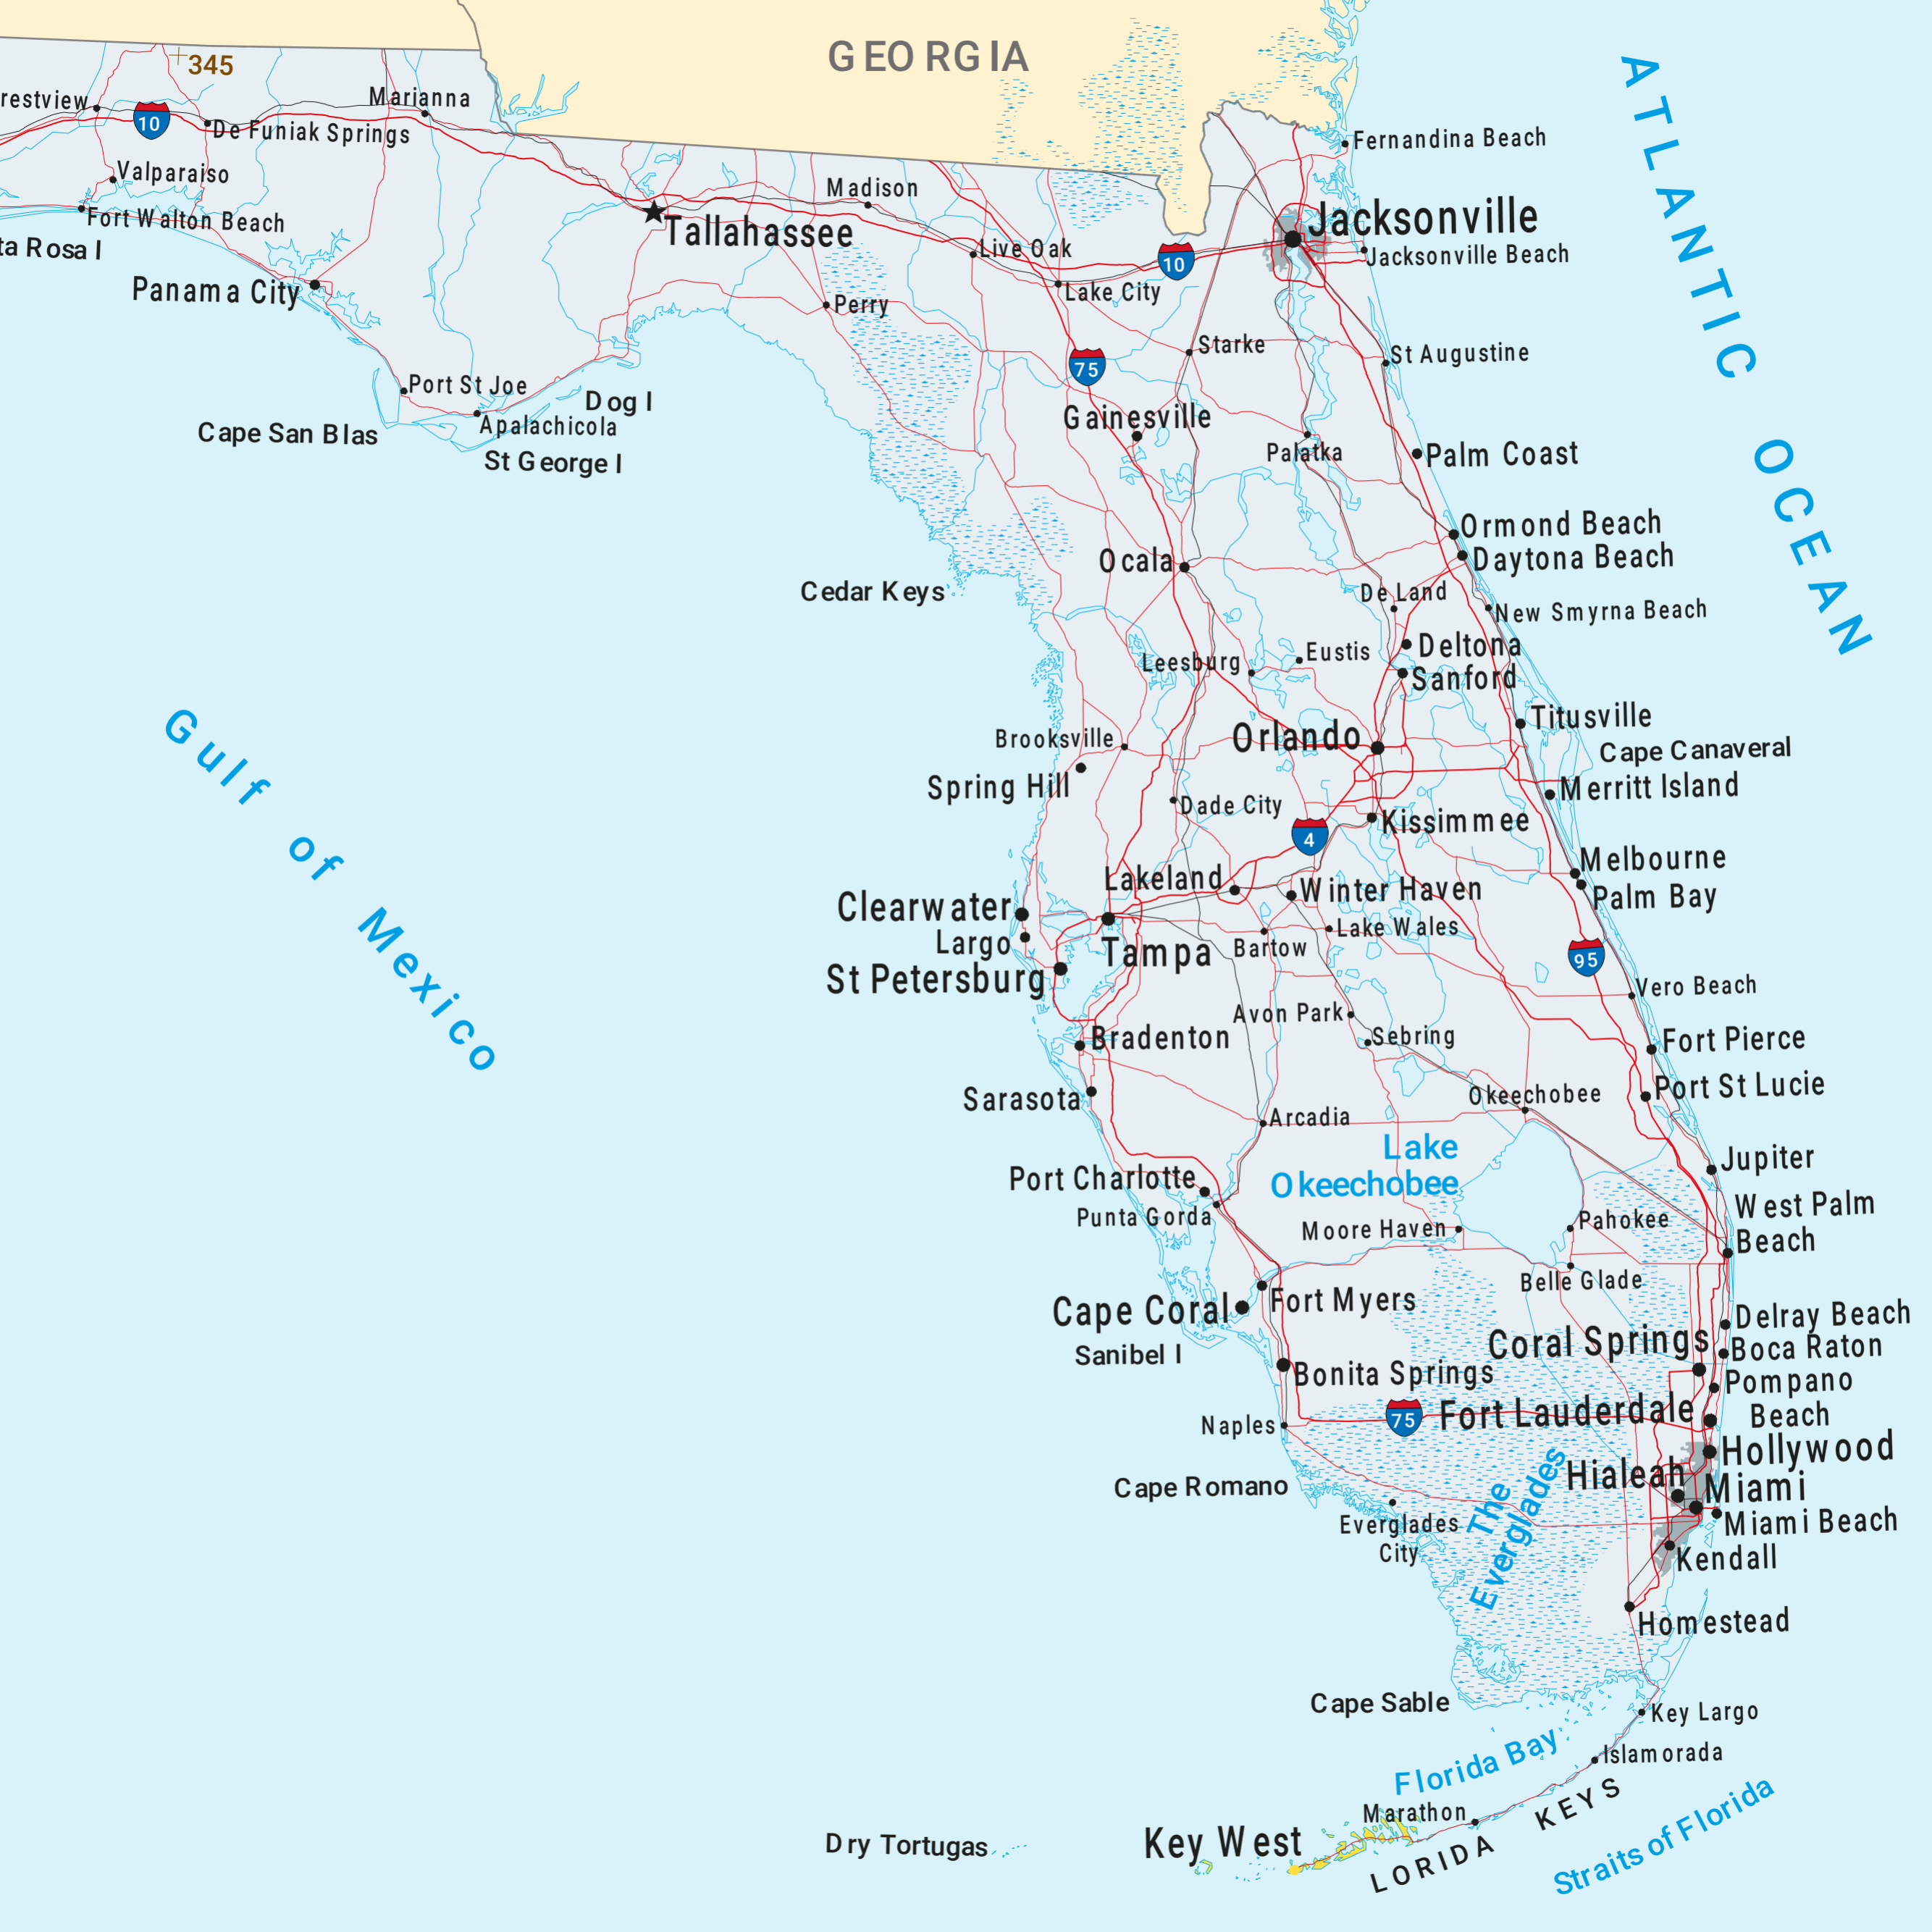 GEORGIA
345
restview
10
De Funiak Springs
Marianna
Valparaiso
Fort Walton Beach
ta Rosa I
Panama City
Tallahassee
Madison
Live Oak
10
Lake City
Perry
Fernandina Beach
Jacksonville
Jacksonville Beach
ATLANTIC OCEAN
Starke
St Augustine
75
Port St Joe
Dog I
Apalachicola
Cape San Blas
St George I
Gainesville
Palatka
Palm Coast
Ormond Beach
Daytona Beach
Ocala
Cedar Keys
De Land
New Smyrna Beach
Deltona
Eustis
Leesburg
Sanford
Gulf of Mexico
Titusville
Brooksville
Orlando
Cape Canaveral
Spring Hill
Merritt Island
Dade City
Kissimmee
4
Melbourne
Lakeland
Winter Haven
Palm Bay
Clearwater
Lake Wales
Largo
Tampa
Bartow
St Petersburg
95
Vero Beach
Avon Park
Bradenton
Sebring
Fort Pierce
Sarasota
Okeechobee
Port St Lucie
Arcadia
Lake
Okeechobee
Jupiter
Port Charlotte
Punta Gorda
Moore Haven
Pahokee
West Palm
Beach
Belle Glade
Cape Coral
Fort Myers
Delray Beach
Sanibel I
Coral Springs
Boca Raton
Bonita Springs
Pompano
Beach
Naples
75
Fort Lauderdale
Hollywood
Hialeah
Miami
Cape Romano
Miami Beach
Everglades
City
The
Everglades
Kendall
Homestead
Cape Sable
Key Largo
Florida Bay
Islamorada
Marathon
KEYS
Dry Tortugas
Key West
LORIDA
Straits of Florida